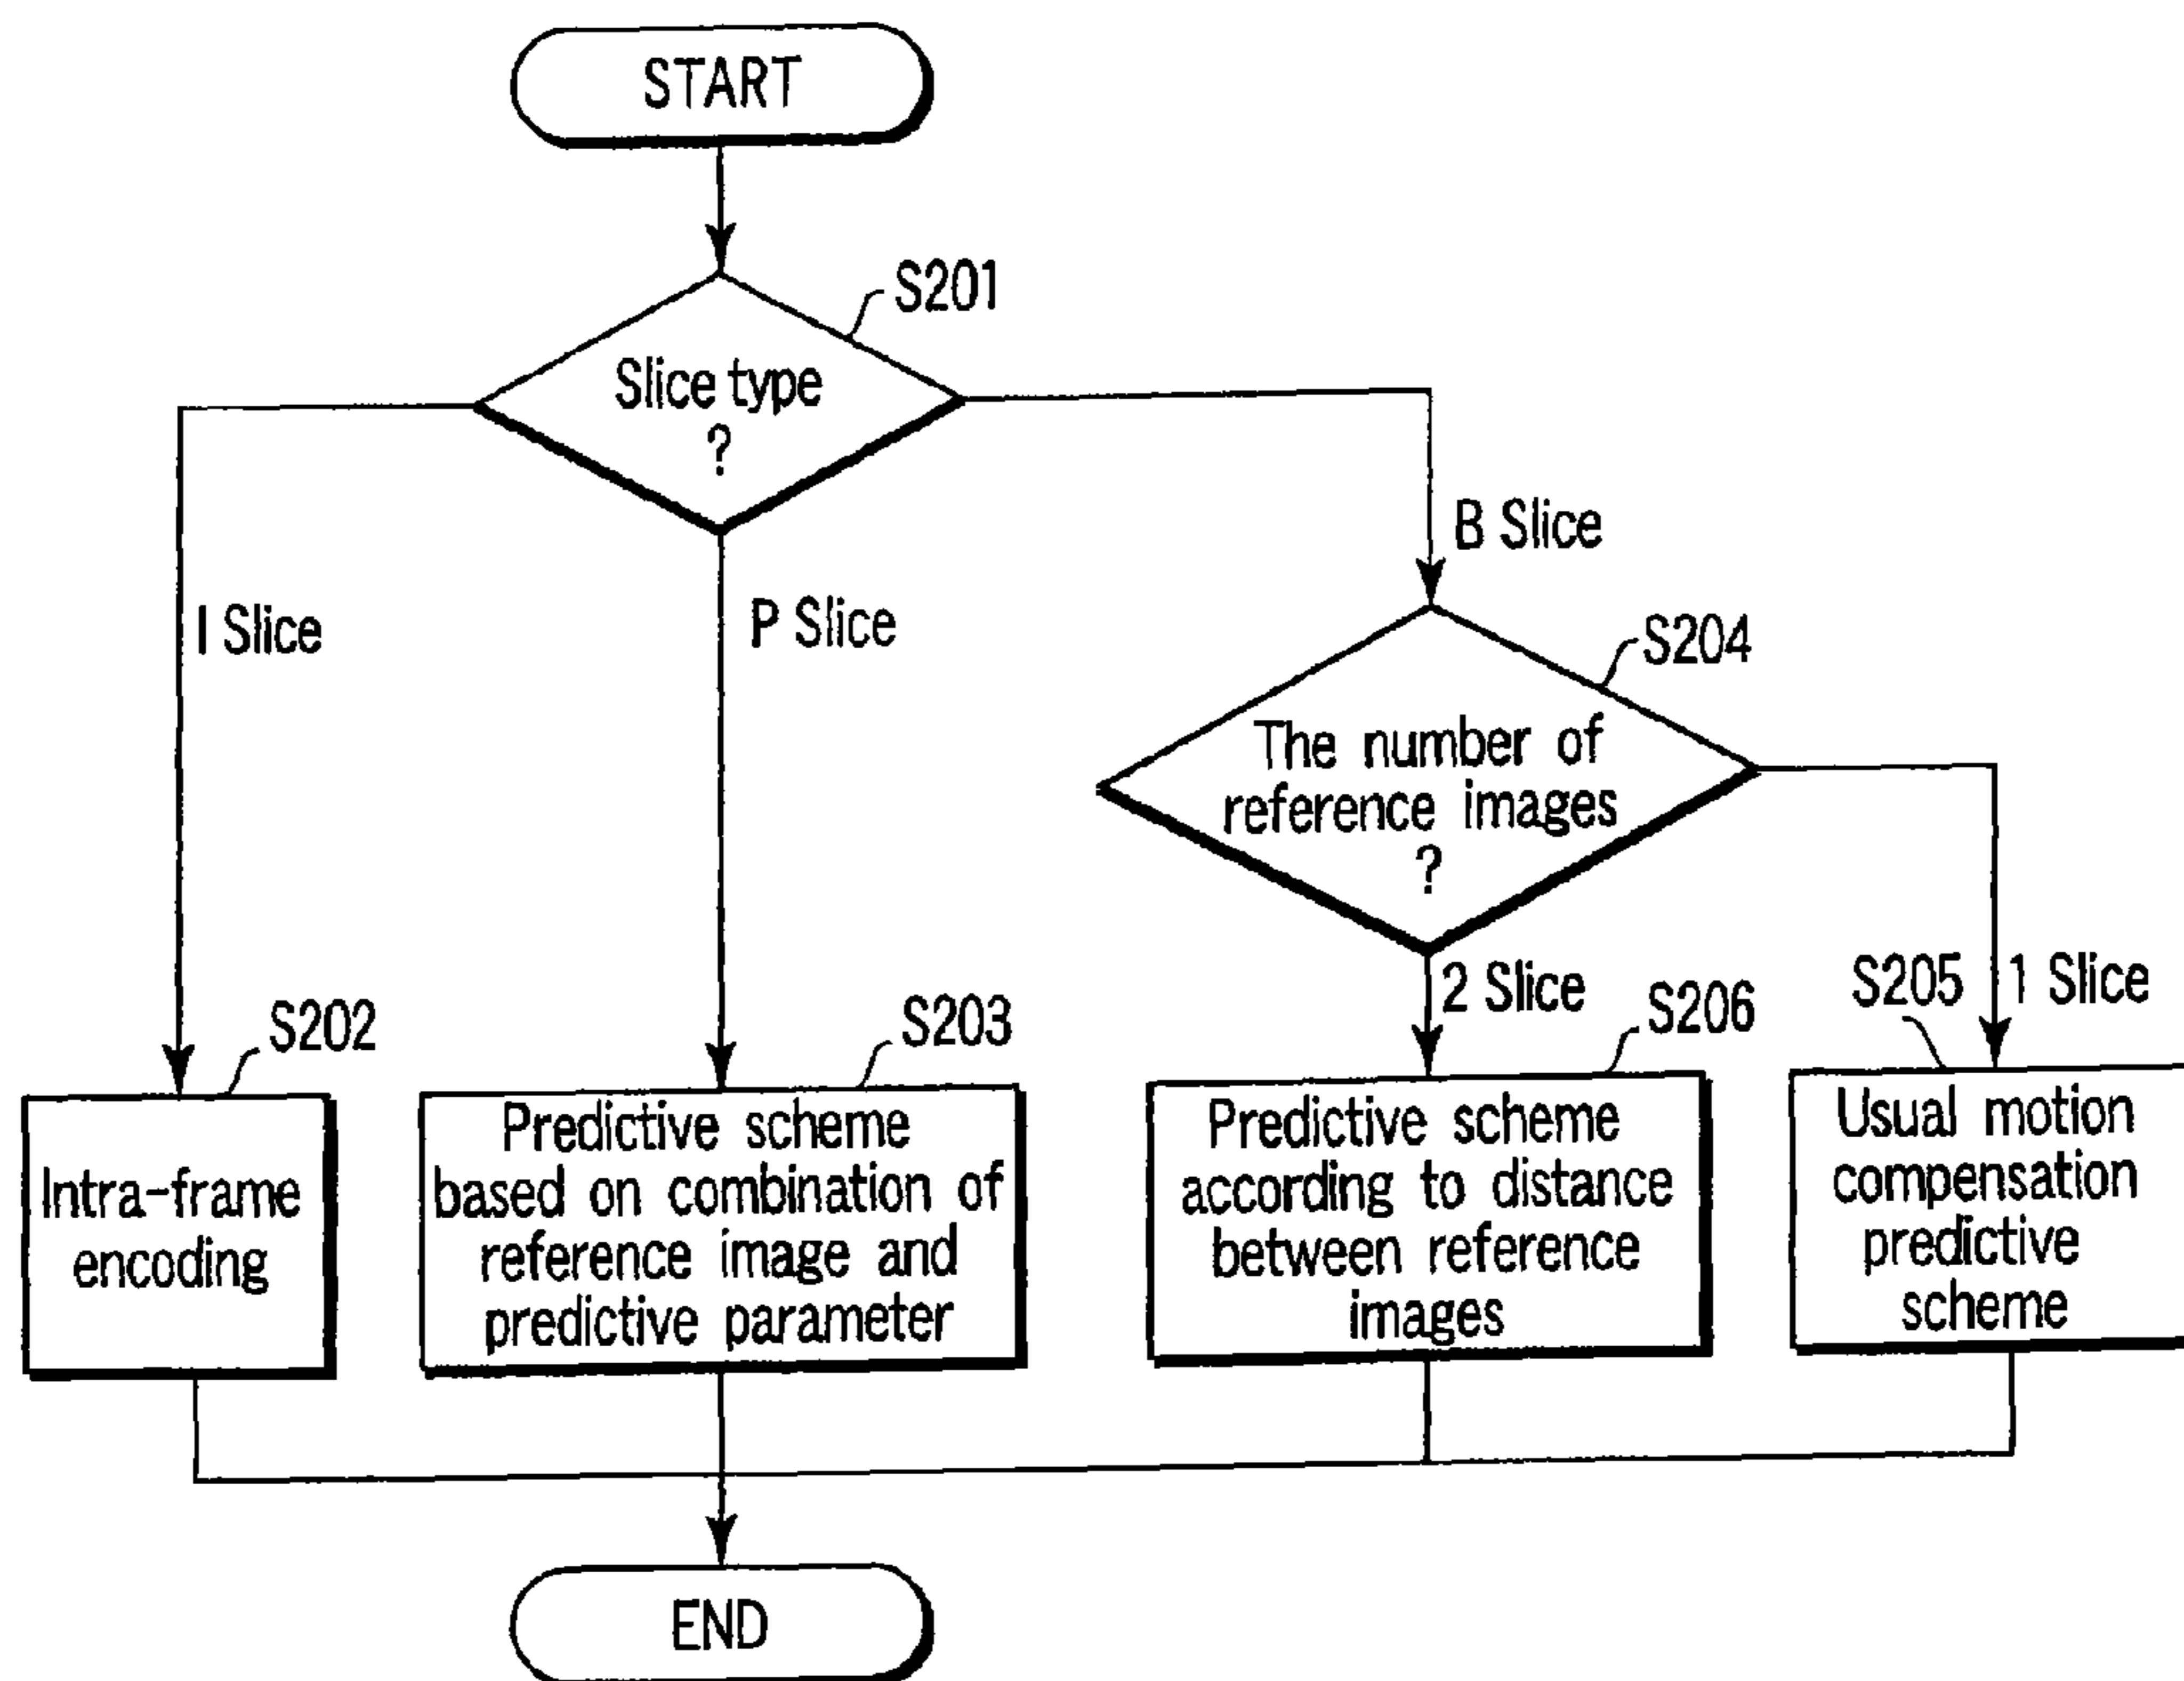 START
S201
Slice type
?
B Slice
I Slice
P Slice
S204
The number of
reference images
?
2 Slice
1 Slice
S202
S203
S206
S205
Intra-frame
encoding
Predictive scheme
based on combination of
reference image and
predictive parameter
Predictive scheme
according to distance
between reference
images
Usual motion
compensation
predictive
scheme
END